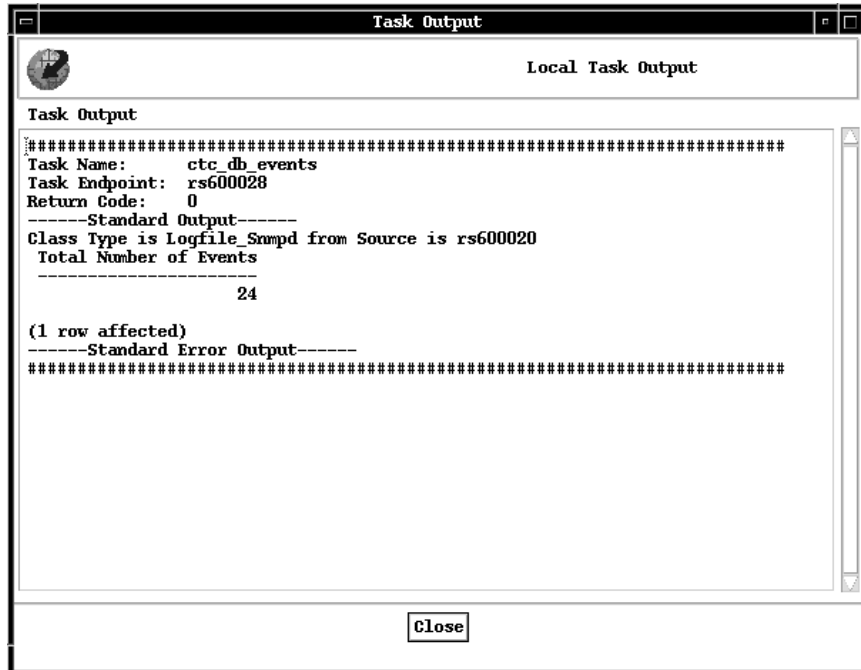 Task Output
Local Task Output
Task Output
############################################################################
Task Name:      ctc_db_events
Task Endpoint:  rs600028
Return Code:    0
------Standard Output------
Class Type is Logfile_Snmpd from Source is rs600020
 Total Number of Events
 ----------------------
                     24
(1 row affected)
------Standard Error Output------
############################################################################
Close